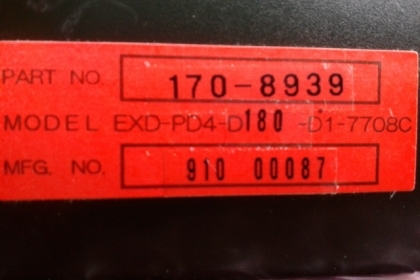 PART NO. 170-8939
MODEL EXD-PD4-D180 -D1-7708C
MFG. NO. 910 00087